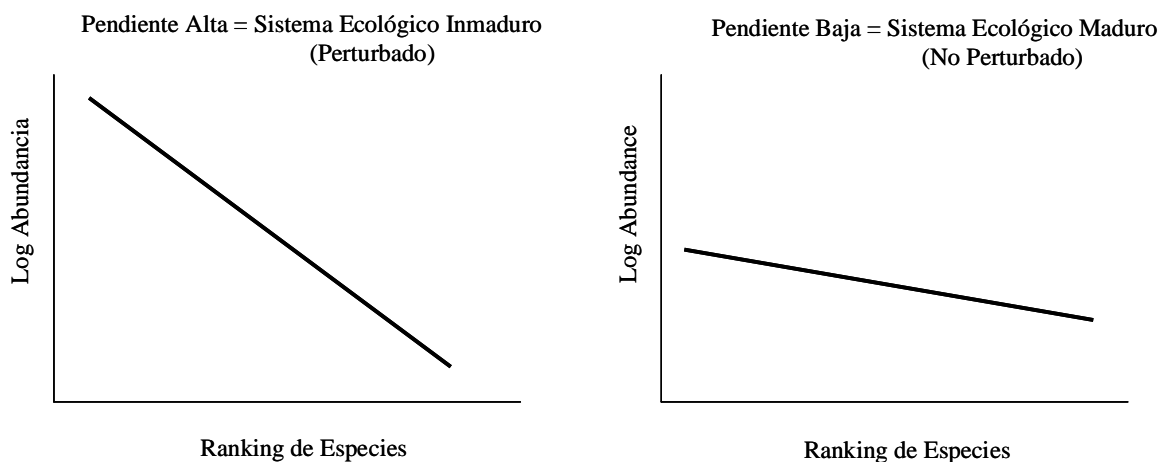 Pendiente Alta = Sistema Ecológico Inmaduro
(Perturbado)
Log Abundancia
Ranking de Especies
Pendiente Baja = Sistema Ecológico Maduro
(No Perturbado)
Log Abundance
Ranking de Especies